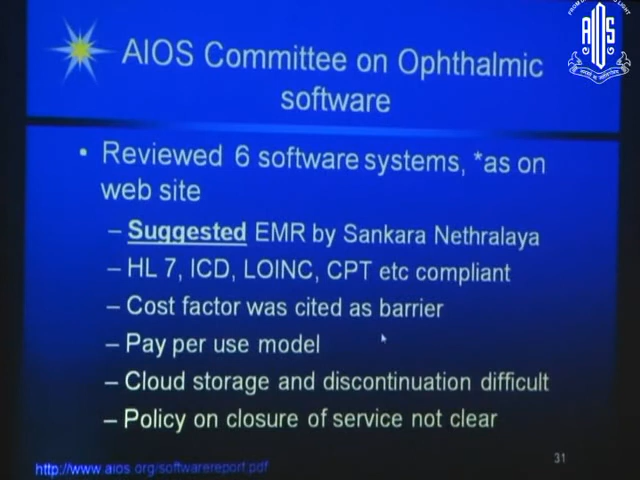 AIOS
AIOS Committee on Ophthalmic
software
• Reviewed 6 software systems, *as on
web site
– Suggested EMR by Sankara Nethralaya
– HL 7, ICD, LOINC, CPT etc compliant
– Cost factor was cited as barrier
– Pay per use model
– Cloud storage and discontinuation difficult
– Policy on closure of service not clear
http://www.aios.org/softwarereport.pdf
31